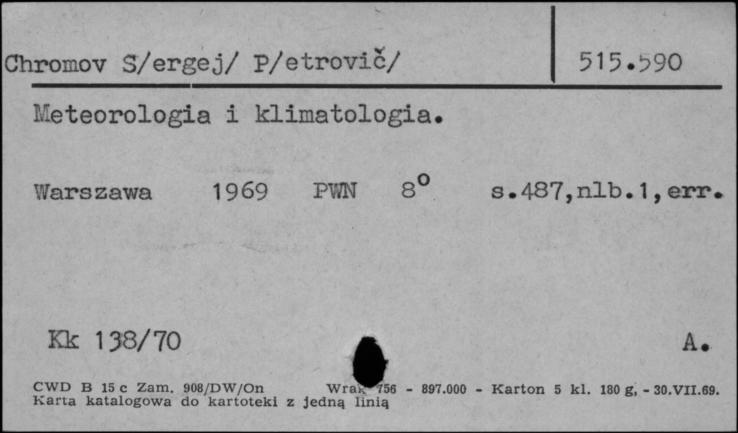 Chromov S/ergej/ P/etrovič/ 515.590
Meteorologia i klimatologia.
Warszawa 1969 PWN 8° s.487,nlb.1,err.
Kk 138/70 A.
CWD B 15 c Zam. 908/DW/On 756 - 897.000 - Karton 5 kl. 180 g, - 30.VII.69.
Karta katalogowa do kartoteki z jedną linią